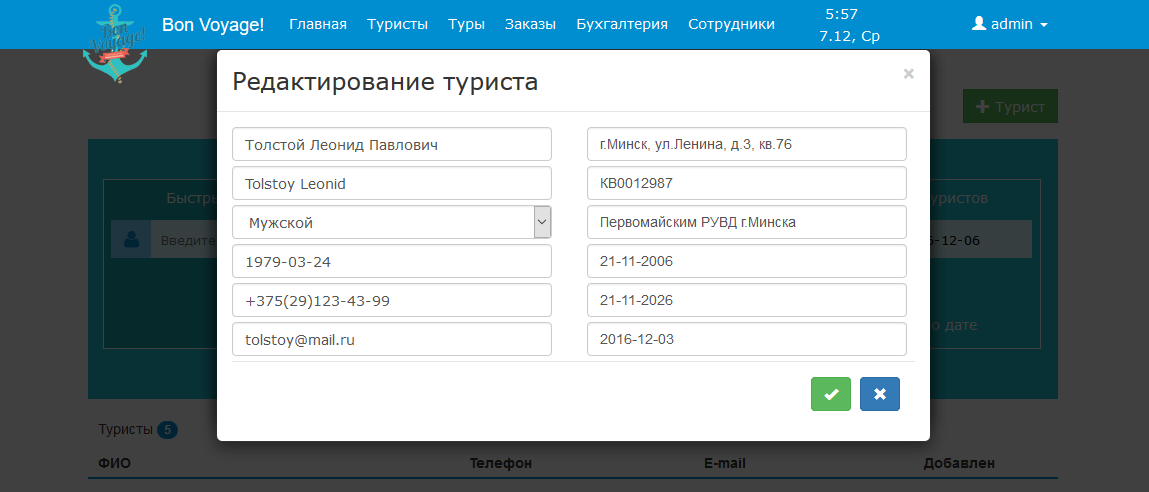 Bon Voyage!
Bon Voyage!
Главная
Туристы
Туры
Заказы
Бухгалтерия
Сотрудники
5:57
7.12, Ср
admin
Редактирование туриста
×
Турист
Толстой Леонид Павлович
г.Минск, ул.Ленина, д.3, кв.76
Tolstoy Leonid
КВ0012987
Мужской
Первомайским РУВД г.Минска
1979-03-24
21-11-2006
+375(29)123-43-99
21-11-2026
tolstoy@mail.ru
2016-12-03
Быстры
уристов
Введите
-12-06
о дате
Туристы 5
ФИО
Телефон
E-mail
Добавлен